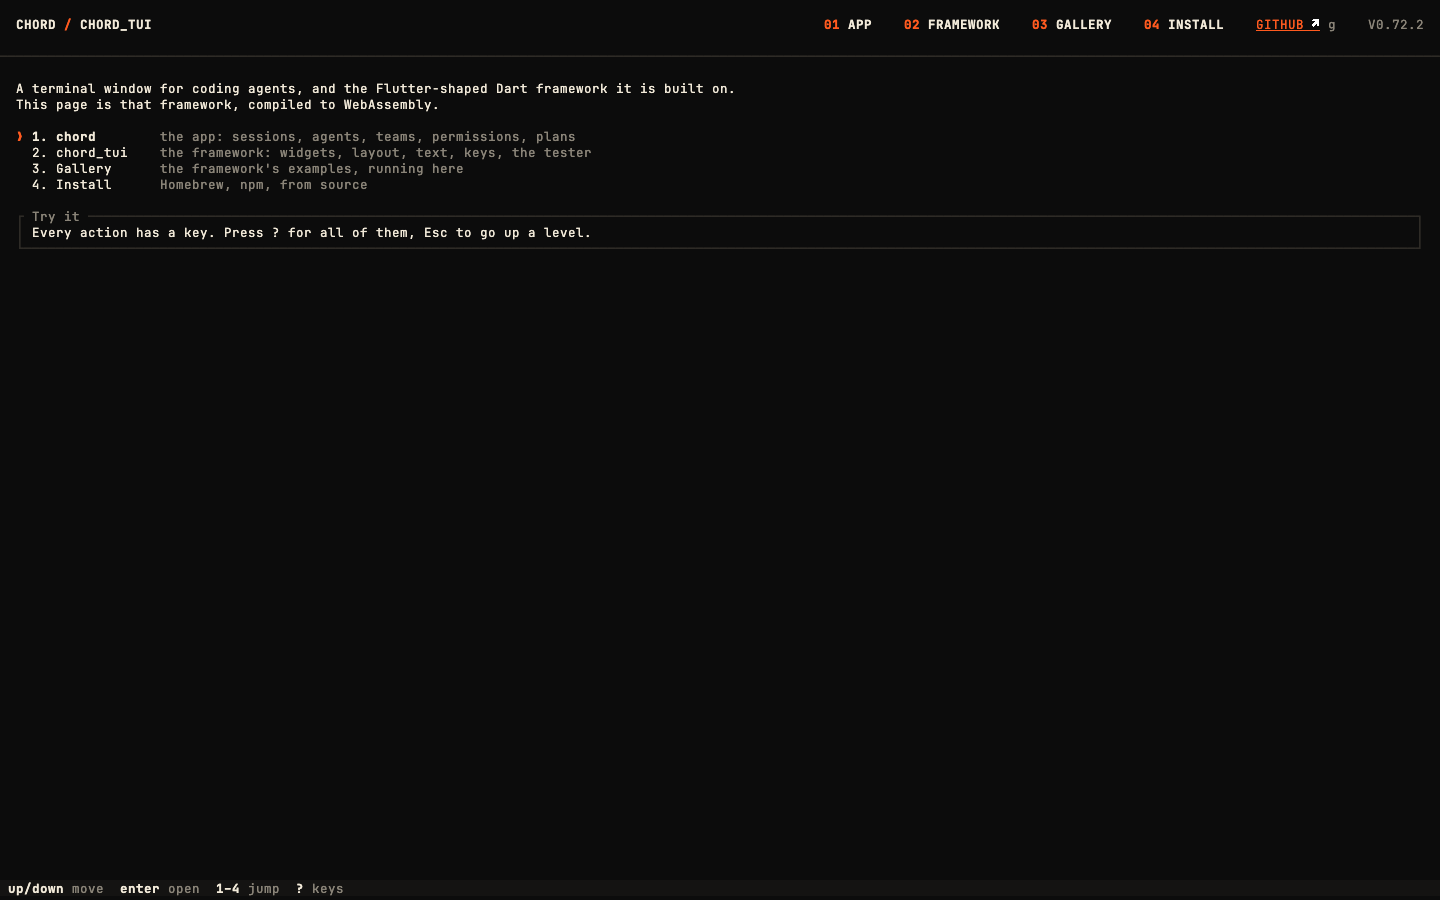 CHORD / CHORD_TUI
01 APP 02 FRAMEWORK 03 GALLERY 04 INSTALL GITHUB ↗ g V0.72.2
A terminal window for coding agents, and the Flutter-shaped Dart framework it is built on.
This page is that framework, compiled to WebAssembly.
❯ 1. chord the app: sessions, agents, teams, permissions, plans
2. chord_tui the framework: widgets, layout, text, keys, the tester
3. Gallery the framework's examples, running here
4. Install Homebrew, npm, from source
Try it
Every action has a key. Press ? for all of them, Esc to go up a level.
up/down move enter open 1-4 jump ? keys